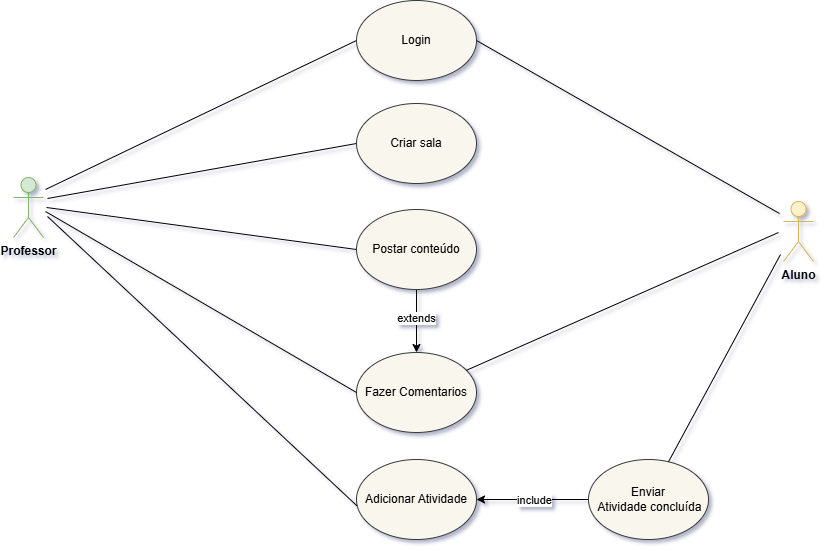 Login
Criar sala
Professor
Postar conteúdo
Aluno
extends
Fazer Comentarios
Adicionar Atividade
include
Enviar
Atividade concluída